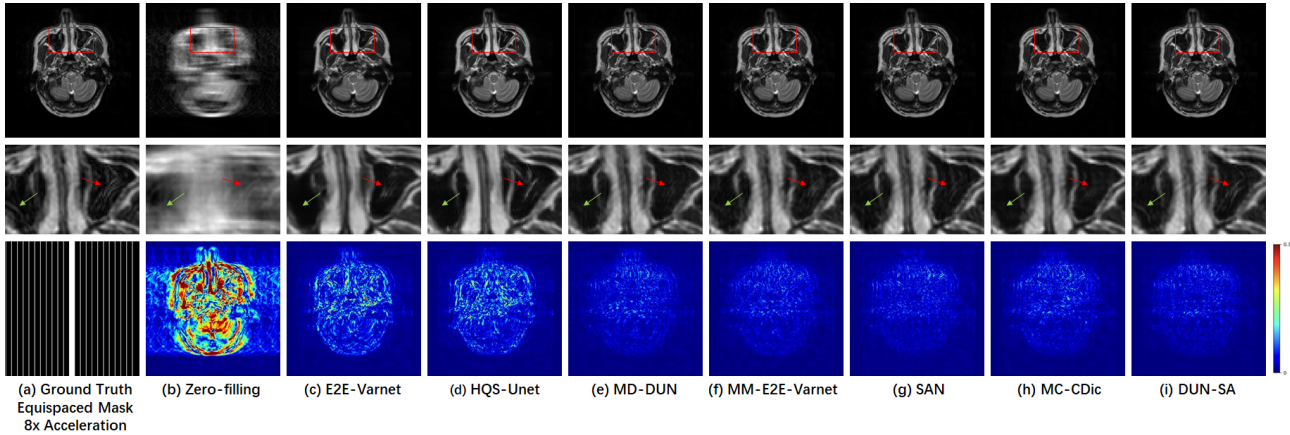 (a) Ground Truth
Equispaced Mask
8x Acceleration
(b) Zero-filling
(c) E2E-Varnet
(d) HQS-Unet
(e) MD-DUN
(f) MM-E2E-Varnet
(g) SAN
(h) MC-CDic
(i) DUN-SA
0